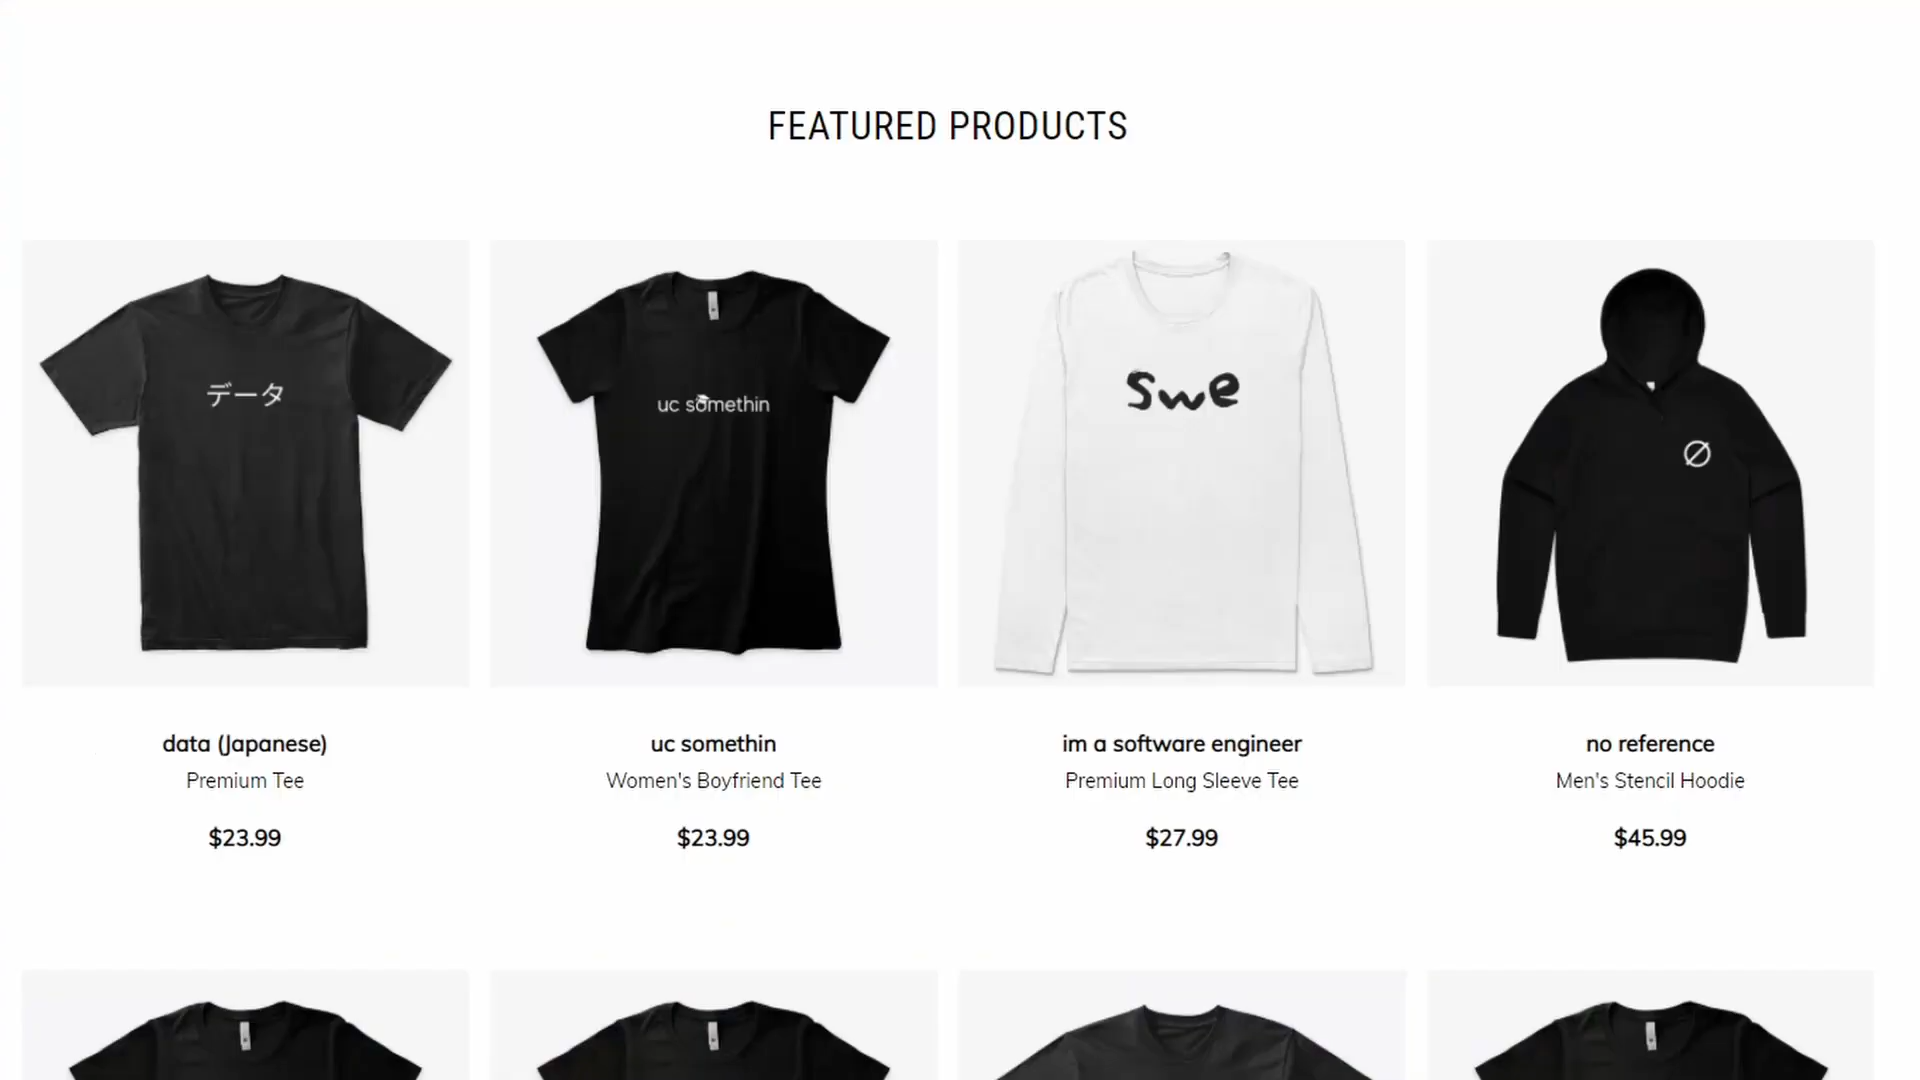 FEATURED PRODUCTS
データ
uc somethin
swe
data (Japanese)
Premium Tee
$23.99
uc somethin
Women's Boyfriend Tee
$23.99
im a software engineer
Premium Long Sleeve Tee
$27.99
no reference
Men's Stencil Hoodie
$45.99